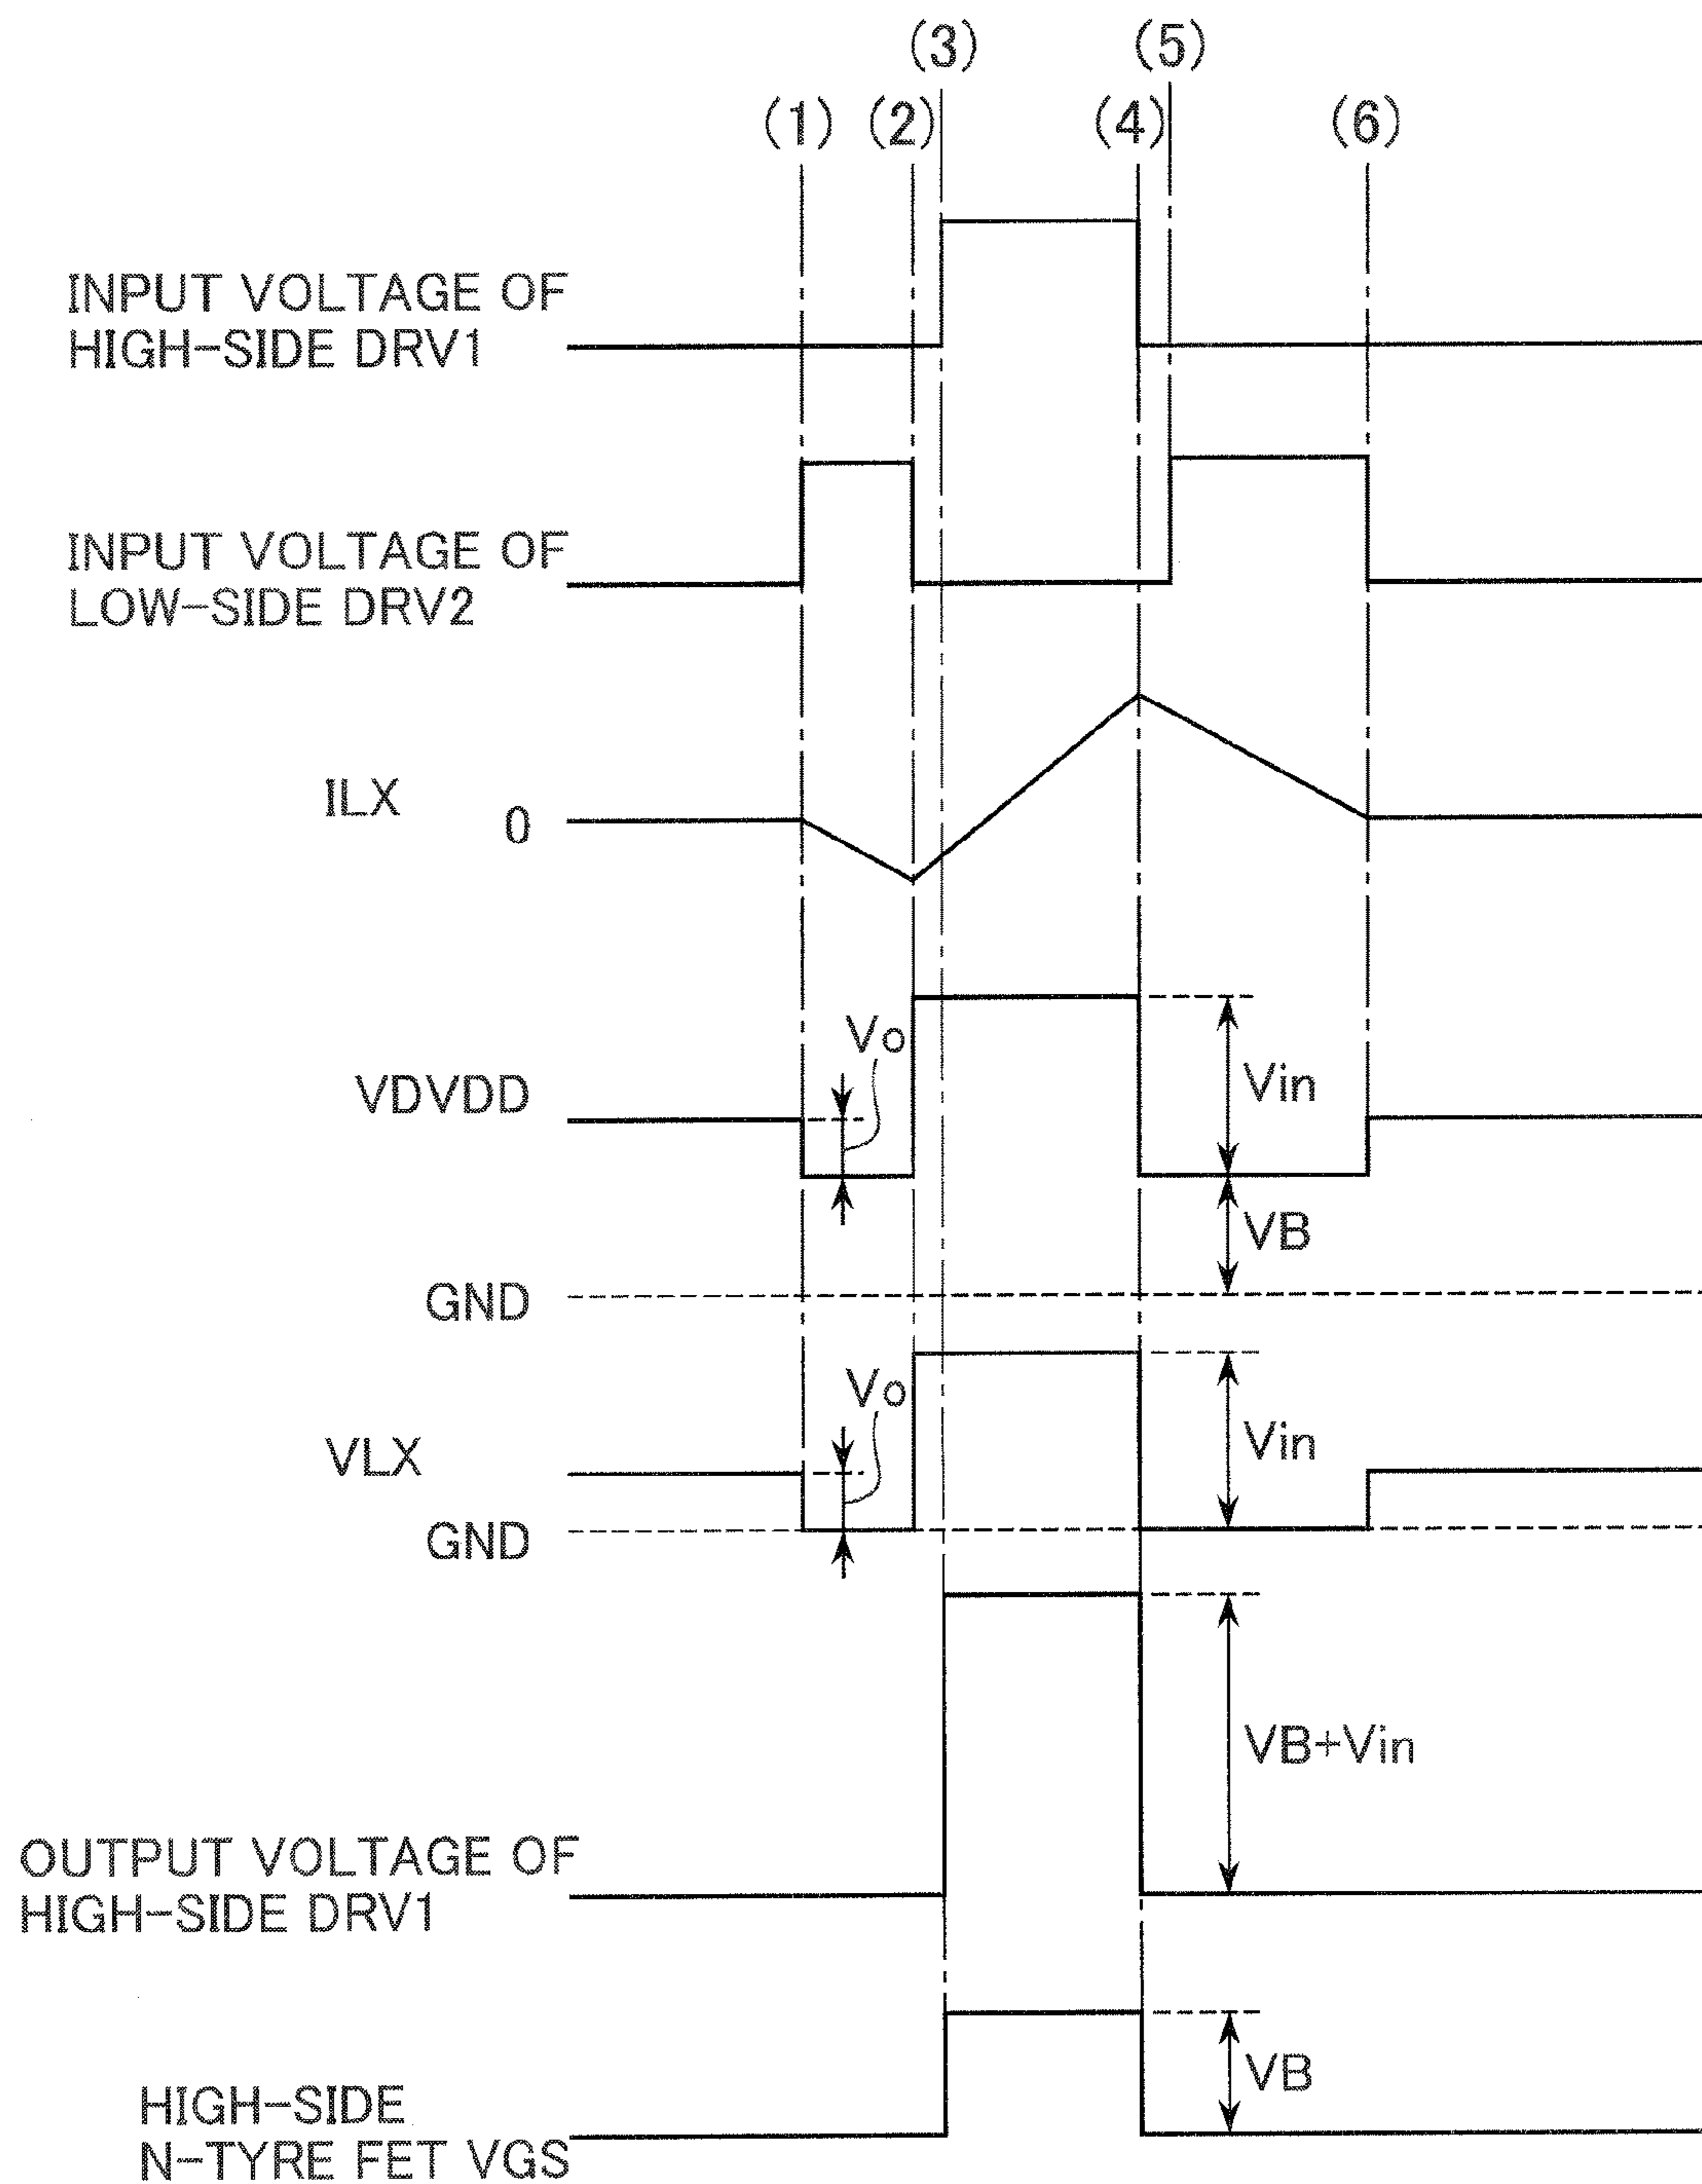 (3) (5)
(1) (2) (4) (6)
INPUT VOLTAGE OF
HIGH-SIDE DRV1
INPUT VOLTAGE OF
LOW-SIDE DRV2
ILX 0
Vo
VDVDD
Vin
VB
GND
Vo
VLX
Vin
GND
VB+Vin
OUTPUT VOLTAGE OF
HIGH-SIDE DRV1
VB
HIGH-SIDE
N-TYRE FET VGS